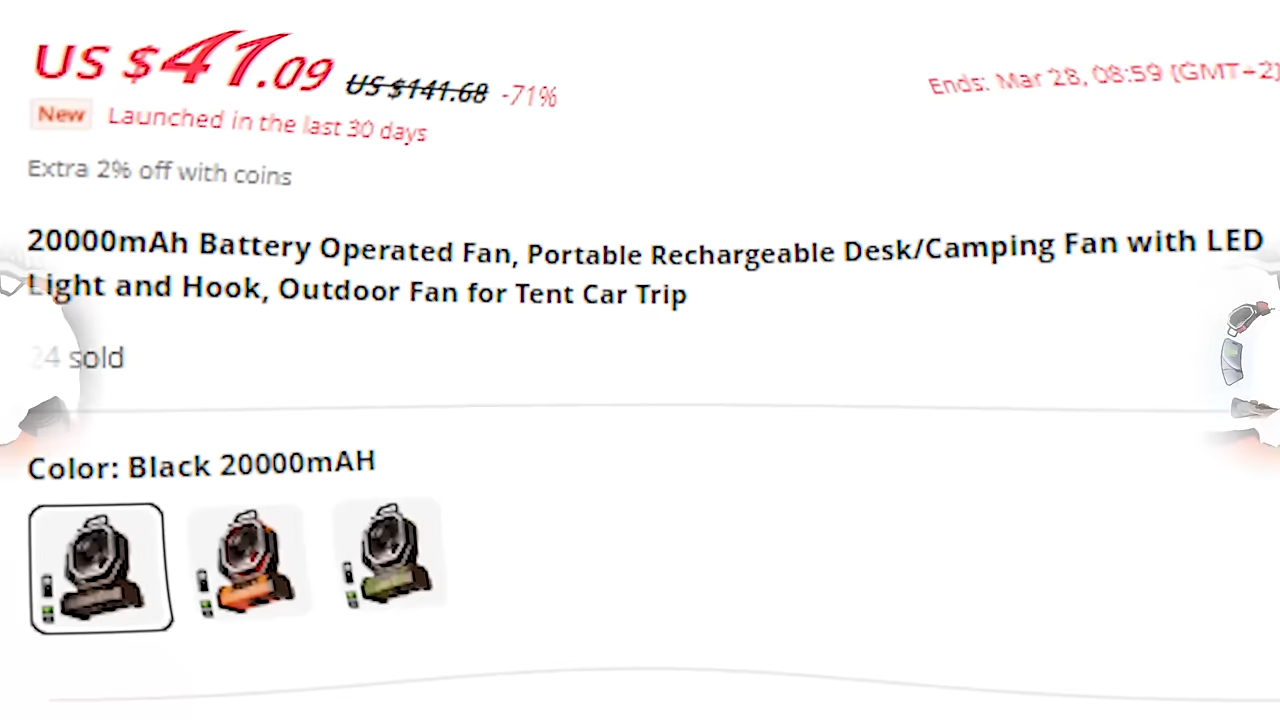 US $41.09 US $141.68 -71%
Ends: Mar 28, 08:59 [GMT+2]
New Launched in the last 30 days
Extra 2% off with coins
20000mAh Battery Operated Fan, Portable Rechargeable Desk/Camping Fan with LED
Light and Hook, Outdoor Fan for Tent Car Trip
24 sold
Color: Black 20000mAH